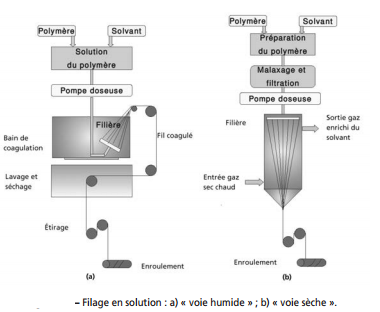 Polymère
Solvant
Solution
du polymère
Pompe doseuse
Filière
Bain de
coagulation
Fil coagulé
Lavage et
séchage
Étirage
Enroulement
(a)
Polymère
Solvant
Préparation
du polymère
Malaxage et
filtration
Pompe doseuse
Filière
Sortie gaz
enrichi du
solvant
Entrée gaz
sec chaud
Enroulement
(b)
– Filage en solution : a) « voie humide » ; b) « voie sèche ».